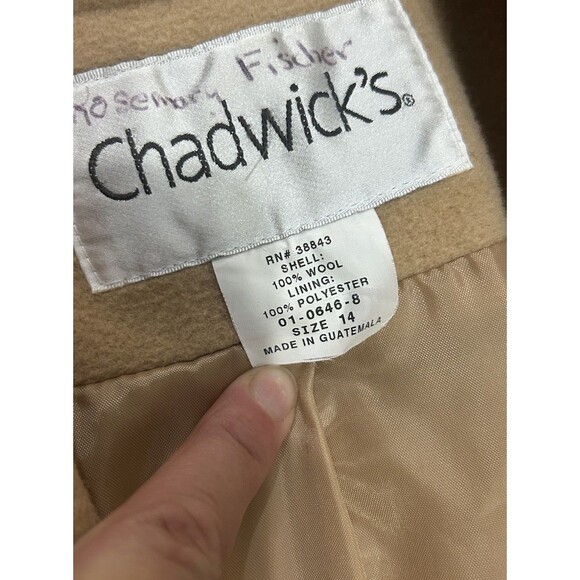 Rosemary Fischer
Chadwick's®
RN# 38843
SHELL:
100% WOOL
LINING:
100% POLYESTER
01-0646-8
SIZE 14
MADE IN GUATEMALA